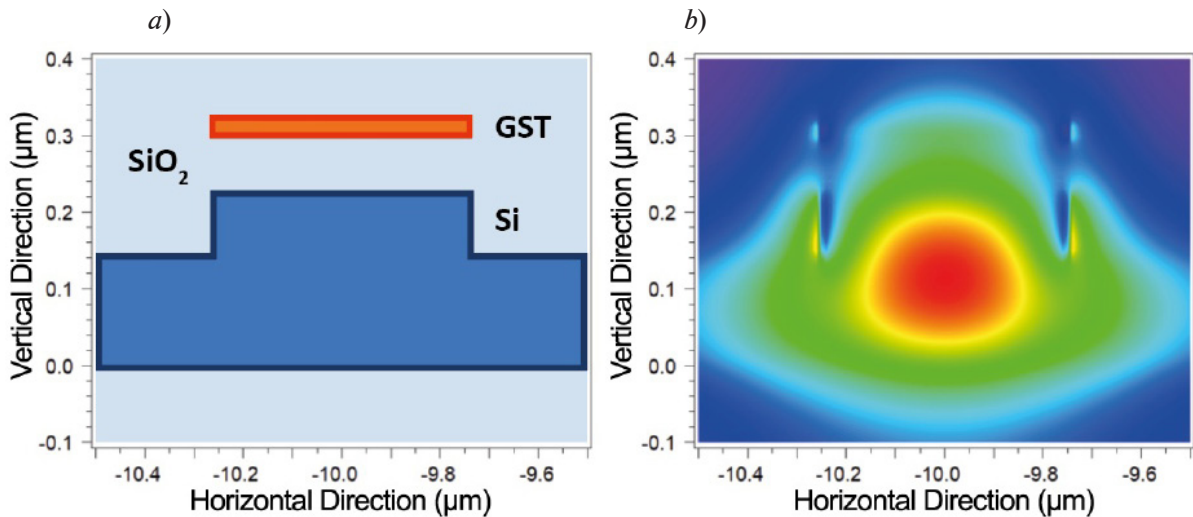 a)
b)
Vertical Direction (µm)
0.4
0.3
0.2
0.1
0.0
-0.1
GST
SiO2
Si
-10.4
-10.2
-10.0
-9.8
-9.6
Horizontal Direction (µm)
Vertical Direction (µm)
0.4
0.3
0.2
0.1
0.0
-0.1
-10.4
-10.2
-10.0
-9.8
-9.6
Horizontal Direction (µm)